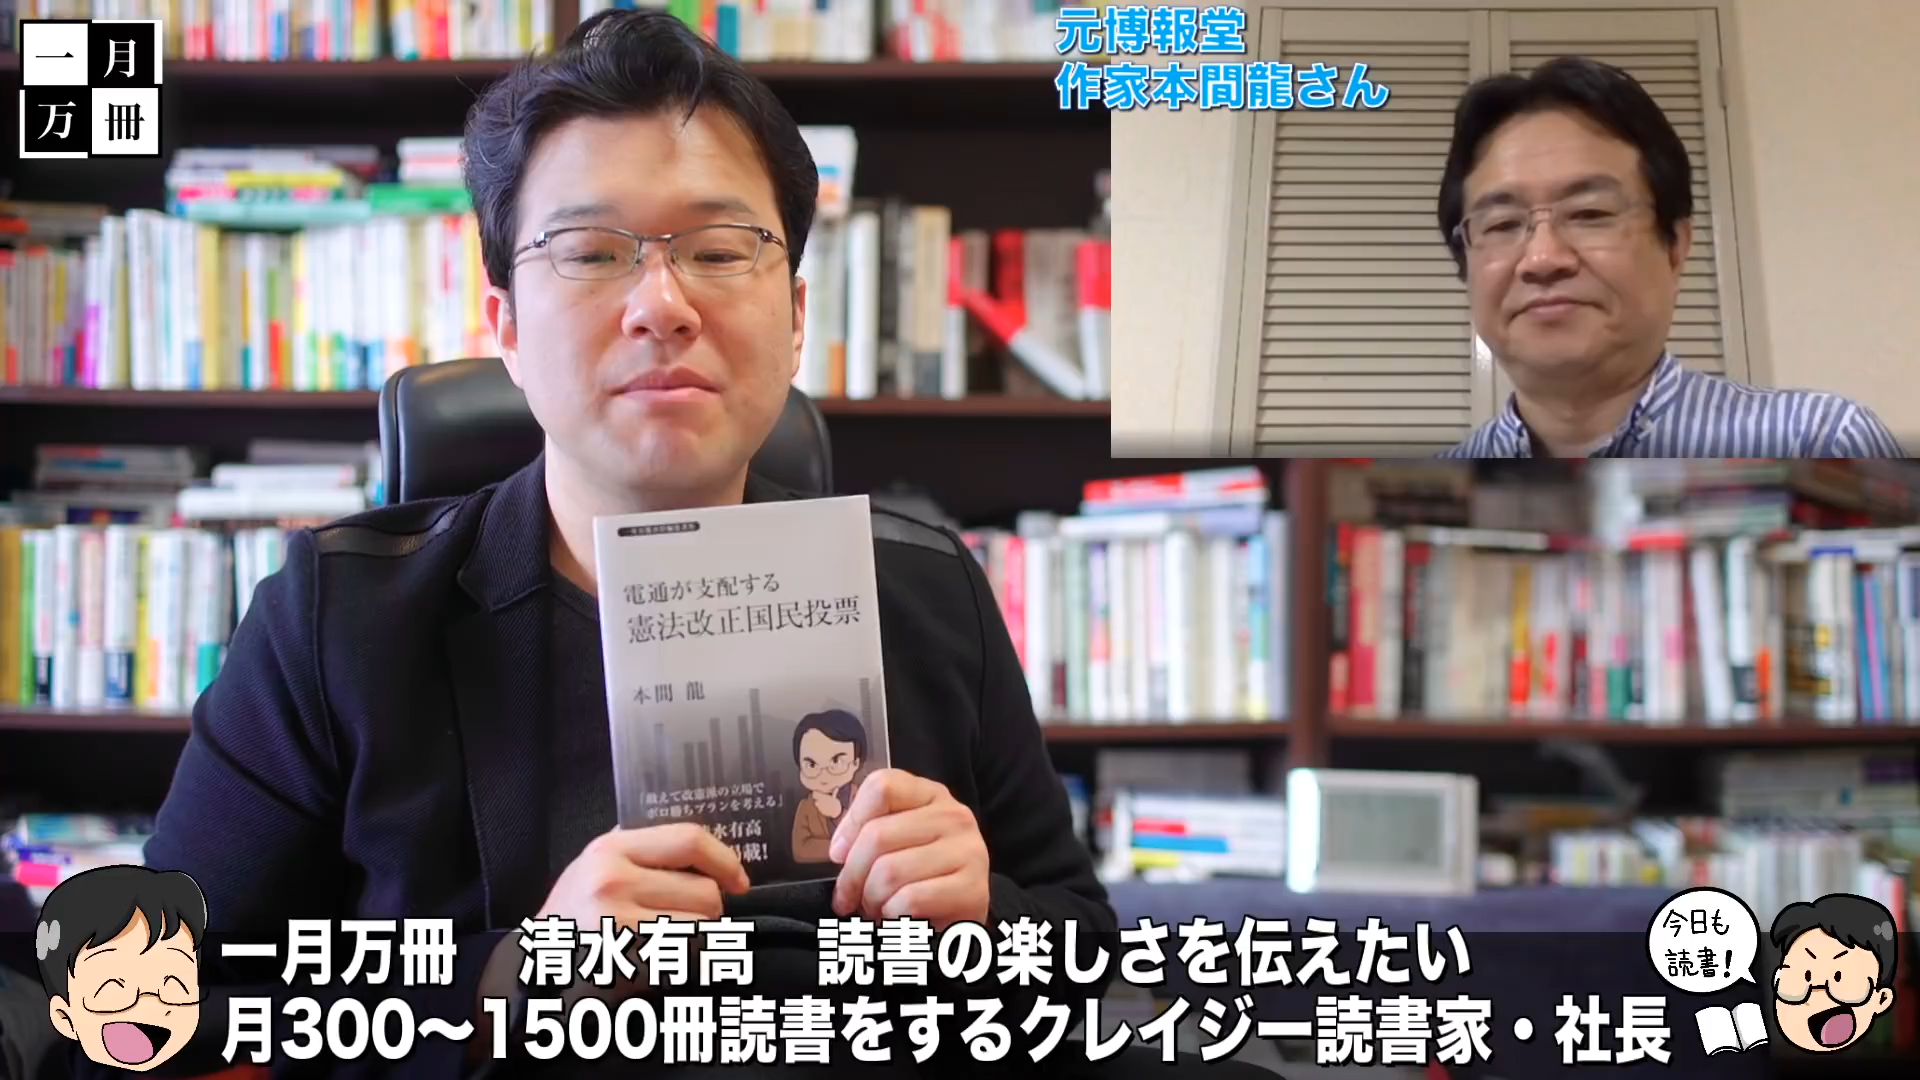 一月
万冊
元博報堂
作家本間龍さん
電通が支配する
憲法改正国民投票
本間 龍
「敢えて改憲派の立場で
ボロ勝ちプランを考える」
水有高
載!
今日も
読書!
一月万冊 清水有高 読書の楽しさを伝えたい
月300〜1500冊読書をするクレイジー読書家・社長